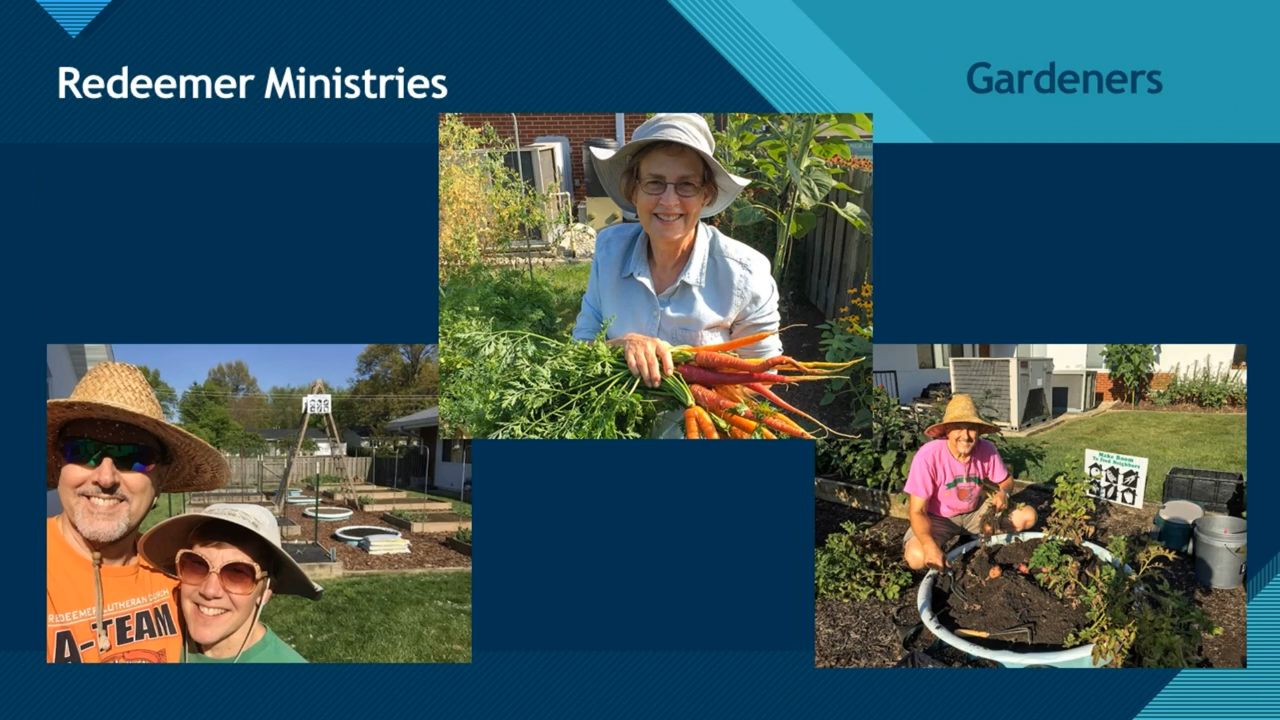 Redeemer Ministries
Gardeners
REDEEMER LUTHERAN CHURCH
A-TEAM
Make Room
To Feed Neighbors